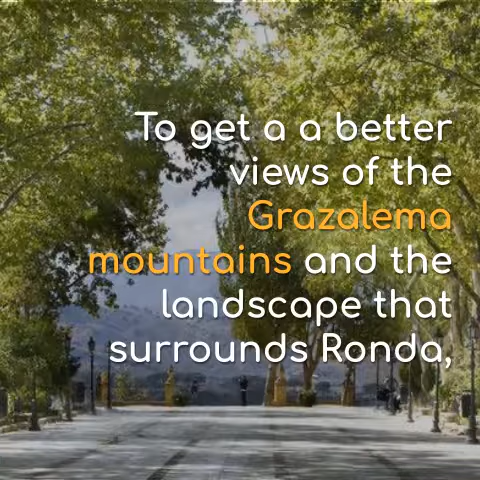 To get a a better
views of the
Grazalema
mountains and the
landscape that
surrounds Ronda,